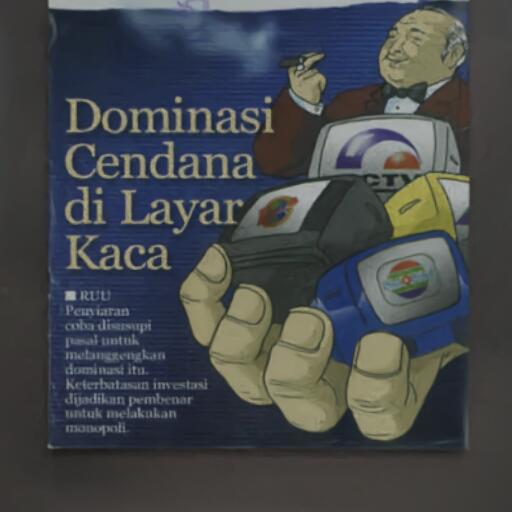 Dominasi
Cendana
di Layar
Kaca
RUU
Penyiaran
coba disusupi
pasal untuk
melanggengkan
dominasi itu.
Keterbatasan investasi
dijadikan pembenar
untuk melakukan
monopoli.
CTV